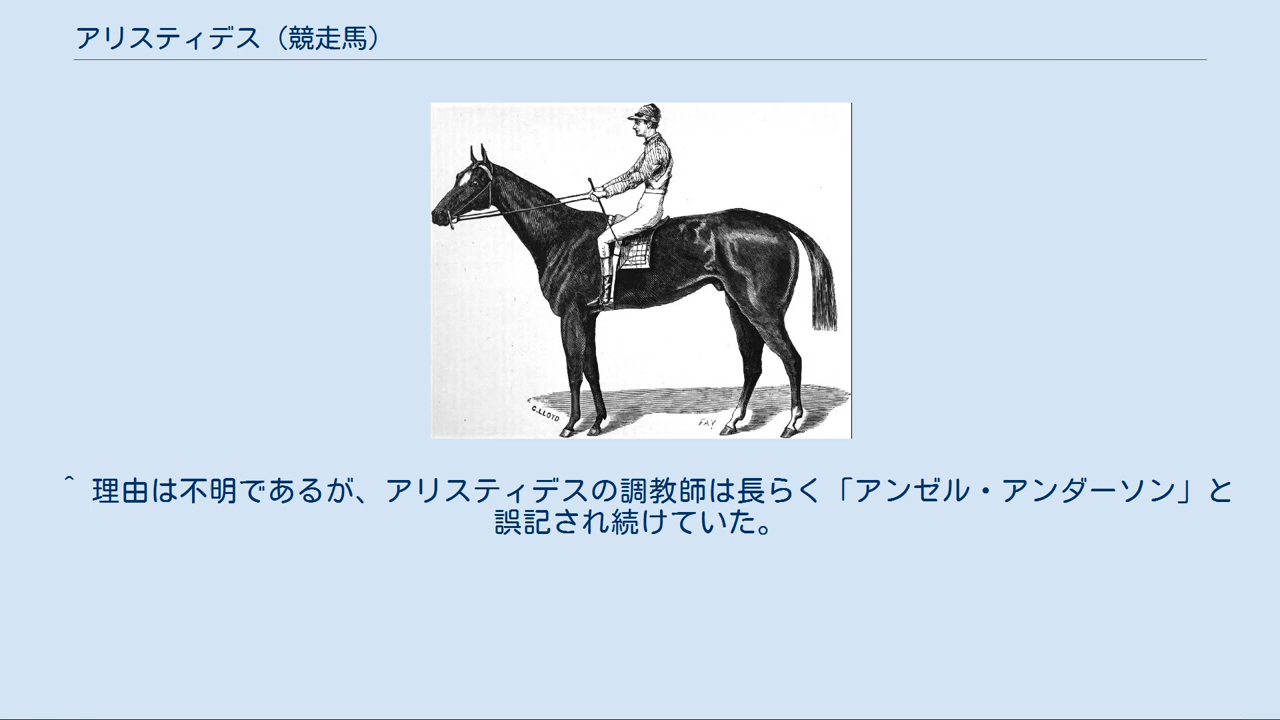 アリスティデス（競走馬）
C.LLOYD
FAY
^ 理由は不明であるが、アリスティデスの調教師は長らく「アンゼル・アンダーソン」と
誤記され続けていた。